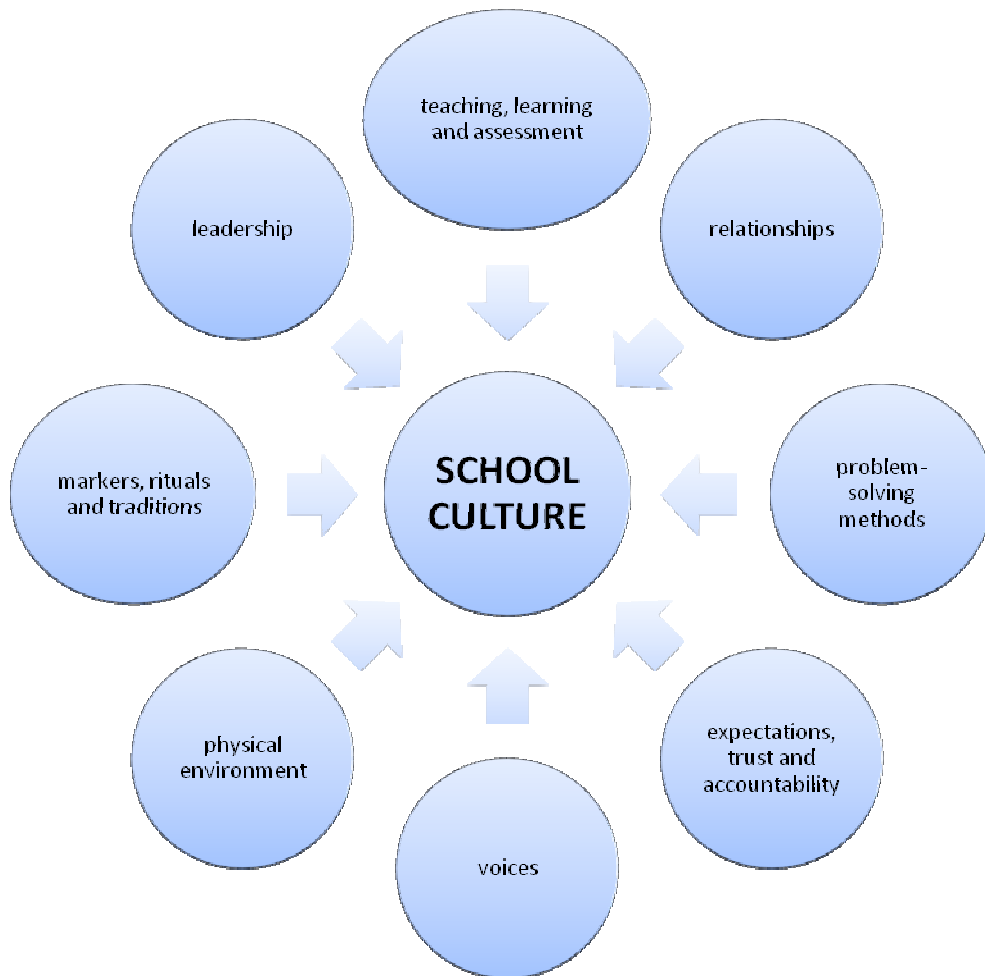 teaching, learning
and assessment
leadership
relationships
markers, rituals
and traditions
SCHOOL
CULTURE
problem-
solving
methods
physical
environment
expectations,
trust and
accountability
voices